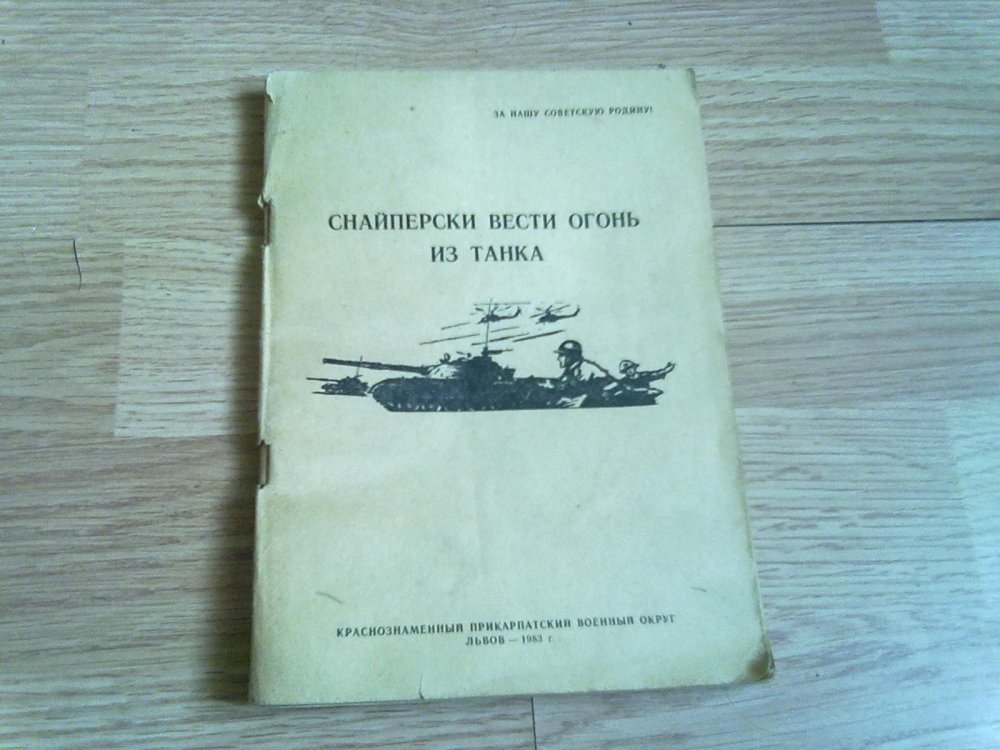 ЗА НАШУ СОВЕТСКУЮ РОДИНУ!
СНАЙПЕРСКИ ВЕСТИ ОГОНЬ
ИЗ ТАНКА
КРАСНОЗНАМЕННЫЙ ПРИКАРПАТСКИЙ ВОЕННЫЙ ОКРУГ
ЛЬВОВ — 1983 г.